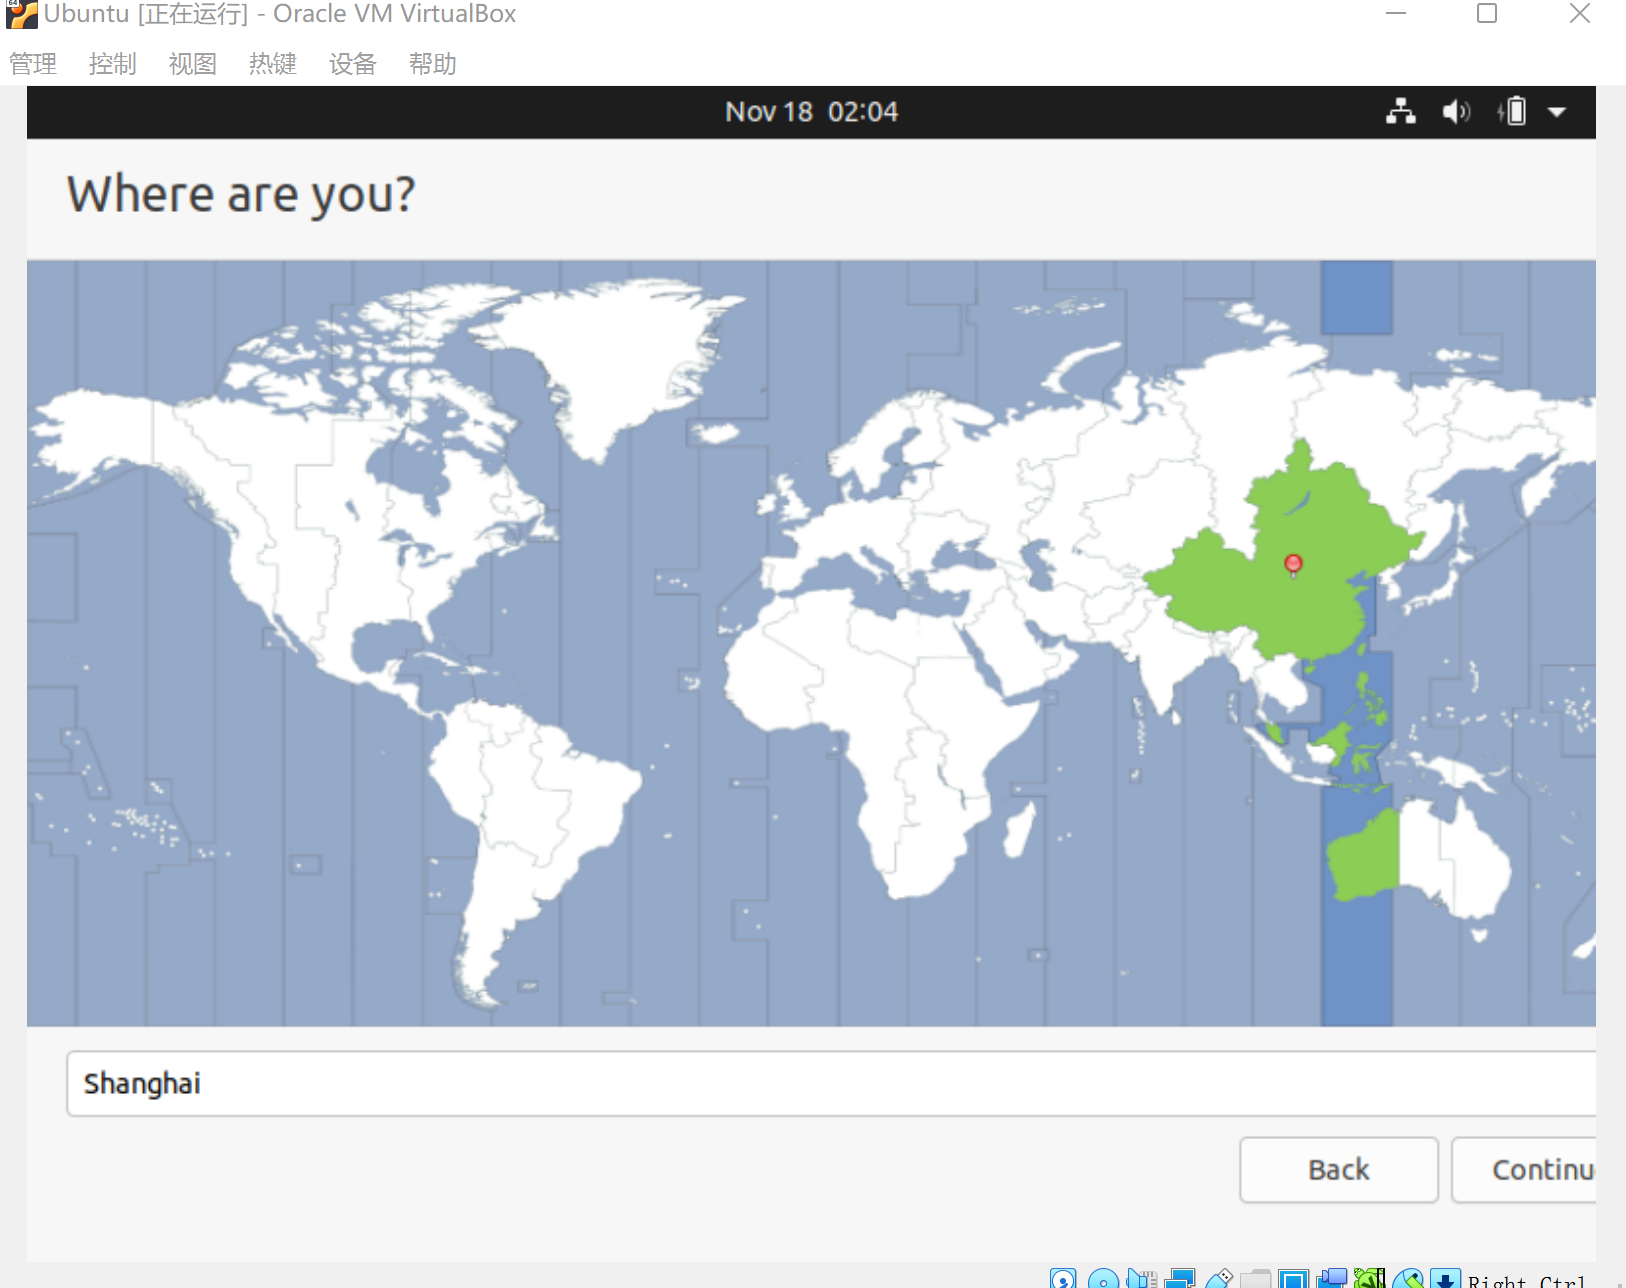 64
Ubuntu [正在运行] - Oracle VM VirtualBox
管理 控制 视图 热键 设备 帮助
Nov 18 02:04
Where are you?
Shanghai
Back Continu
Right Ctrl